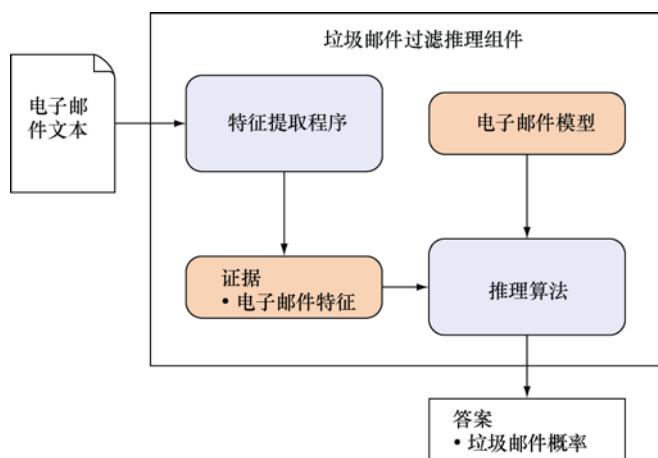 垃圾邮件过滤推理组件
电子邮
件文本
特征提取程序
电子邮件模型
证据
• 电子邮件特征
推理算法
答案
• 垃圾邮件概率